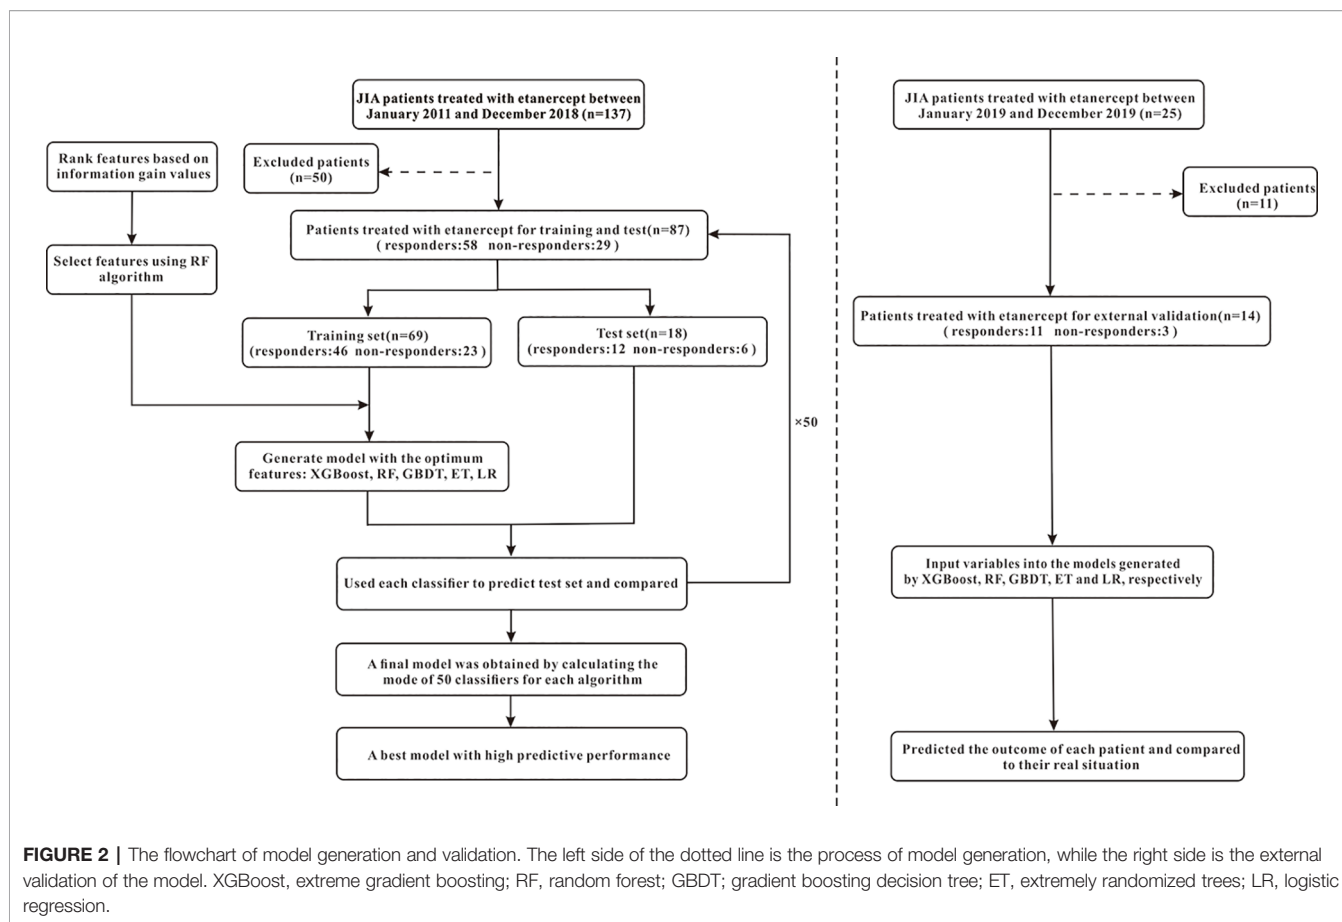 JIA patients treated with etanercept between
January 2011 and December 2018 (n=137)
Rank features based on
information gain values
Excluded patients
(n=50)
Patients treated with etanercept for training and test(n=87)
( responders:58 non-responders:29 )
Select features using RF
algorithm
Training set(n=69)
(responders:46 non-responders:23 )
Test set(n=18)
(responders:12 non-responders:6 )
×50
Generate model with the optimum
features: XGBoost, RF, GBDT, ET, LR
Used each classifier to predict test set and compared
A final model was obtained by calculating the
mode of 50 classifiers for each algorithm
A best model with high predictive performance
JIA patients treated with etanercept between
January 2019 and December 2019 (n=25)
Excluded patients
(n=11)
Patients treated with etanercept for external validation(n=14)
( responders:11 non-responders:3 )
Input variables into the models generated
by XGBoost, RF, GBDT, ET and LR, respectively
Predicted the outcome of each patient and compared
to their real situation
FIGURE 2 | The flowchart of model generation and validation. The left side of the dotted line is the process of model generation, while the right side is the external
validation of the model. XGBoost, extreme gradient boosting; RF, random forest; GBDT; gradient boosting decision tree; ET, extremely randomized trees; LR, logistic
regression.